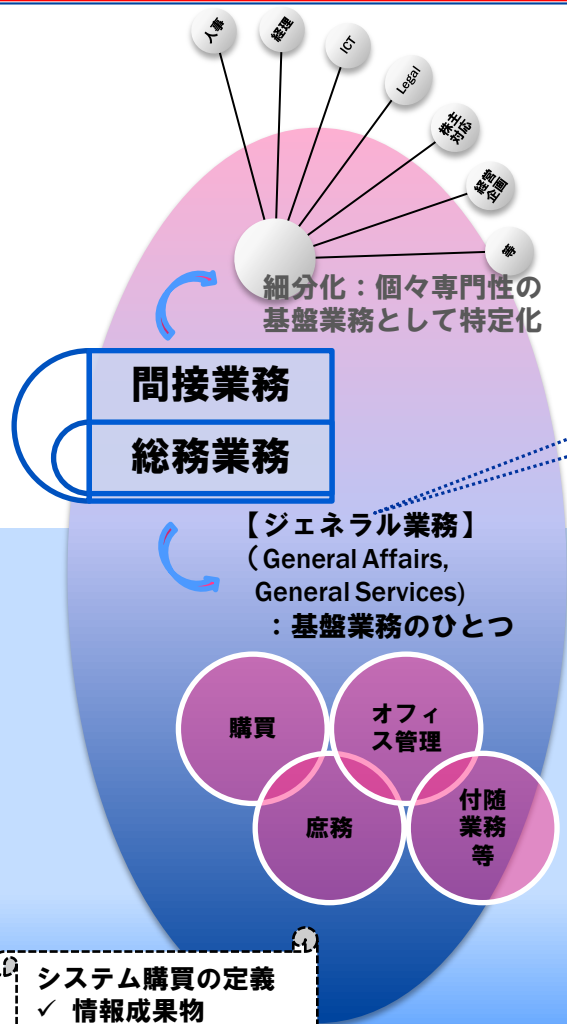 人事
経理
ICT
Legal
株主
対応
経営
企画
等
細分化：個々専門性の
基盤業務として特定化
間接業務
総務業務
【ジェネラル業務】
（General Affairs,
General Services)
：基盤業務のひとつ
購買
オフィ
ス管理
庶務
付随
業務
等
システム購買の定義
✓ 情報成果物